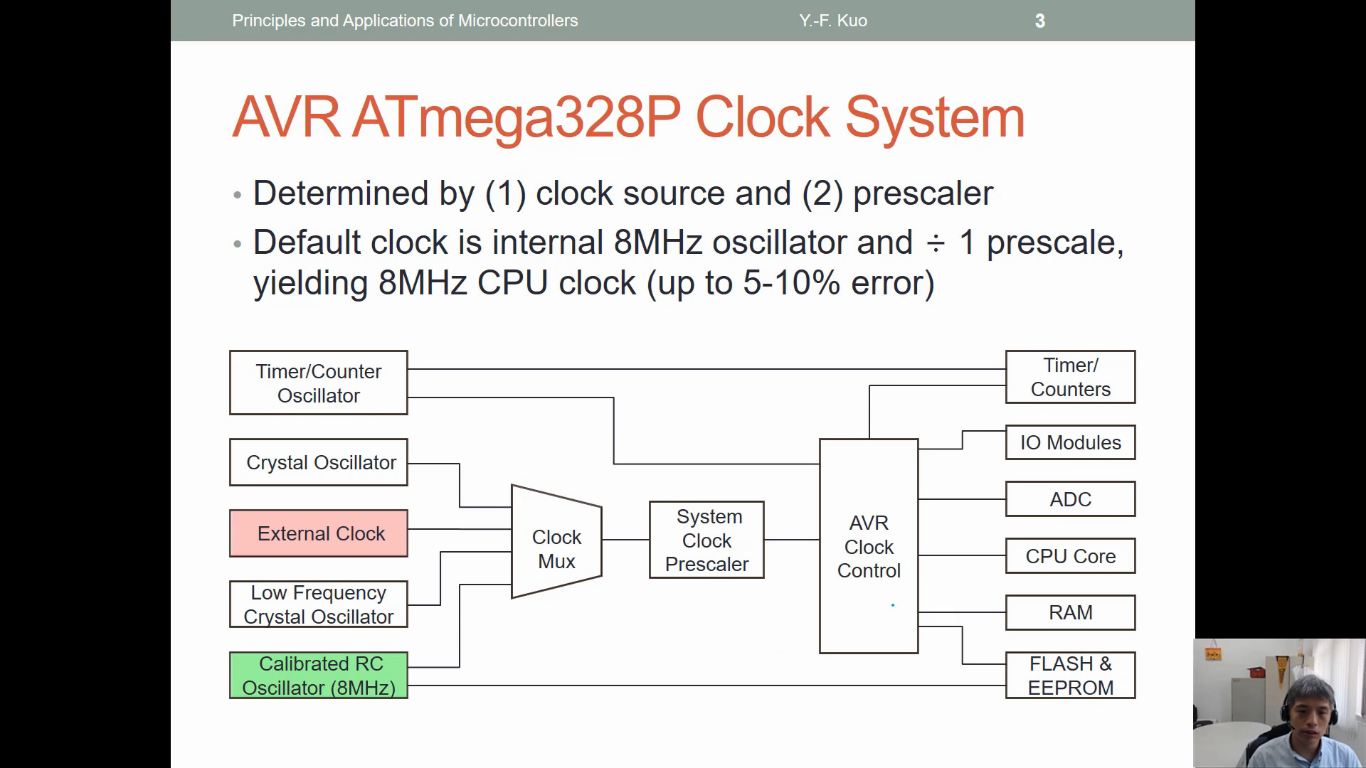 Principles and Applications of Microcontrollers Y.-F. Kuo 3
AVR ATmega328P Clock System
• Determined by (1) clock source and (2) prescaler
• Default clock is internal 8MHz oscillator and ÷ 1 prescale,
yielding 8MHz CPU clock (up to 5-10% error)
Timer/Counter
Oscillator
Crystal Oscillator
External Clock
Low Frequency
Crystal Oscillator
Calibrated RC
Oscillator (8MHz)
Clock
Mux
System
Clock
Prescaler
AVR
Clock
Control
Timer/
Counters
IO Modules
ADC
CPU Core
RAM
FLASH &
EEPROM